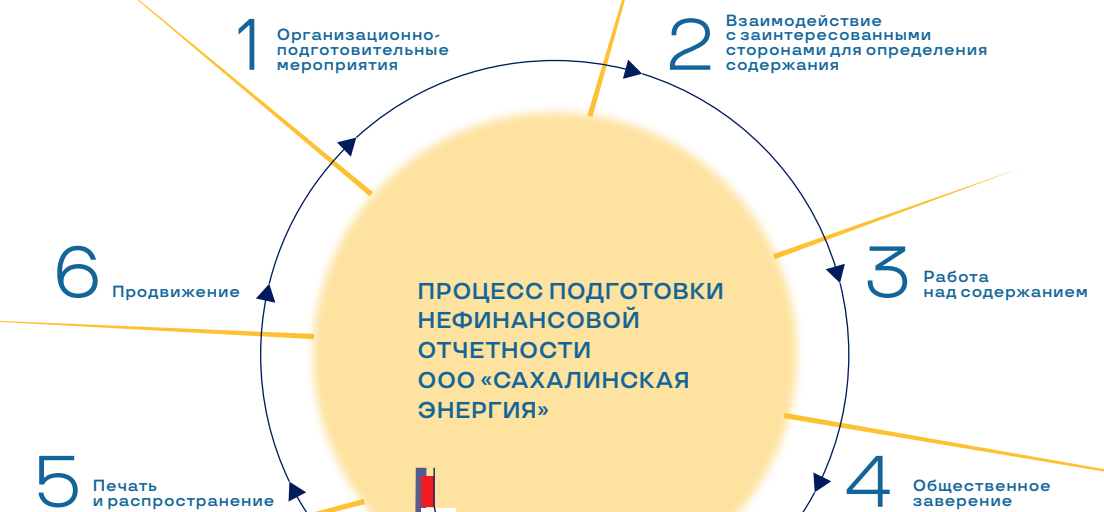 1
Организационно-
подготовительные
мероприятия
2
Взаимодействие
с заинтересованными
сторонами для определения
содержания
3
Работа
над содержанием
4
Общественное
заверение
5
Печать
и распространение
6
Продвижение
ПРОЦЕСС ПОДГОТОВКИ
НЕФИНАНСОВОЙ
ОТЧЕТНОСТИ
ООО «САХАЛИНСКАЯ
ЭНЕРГИЯ»